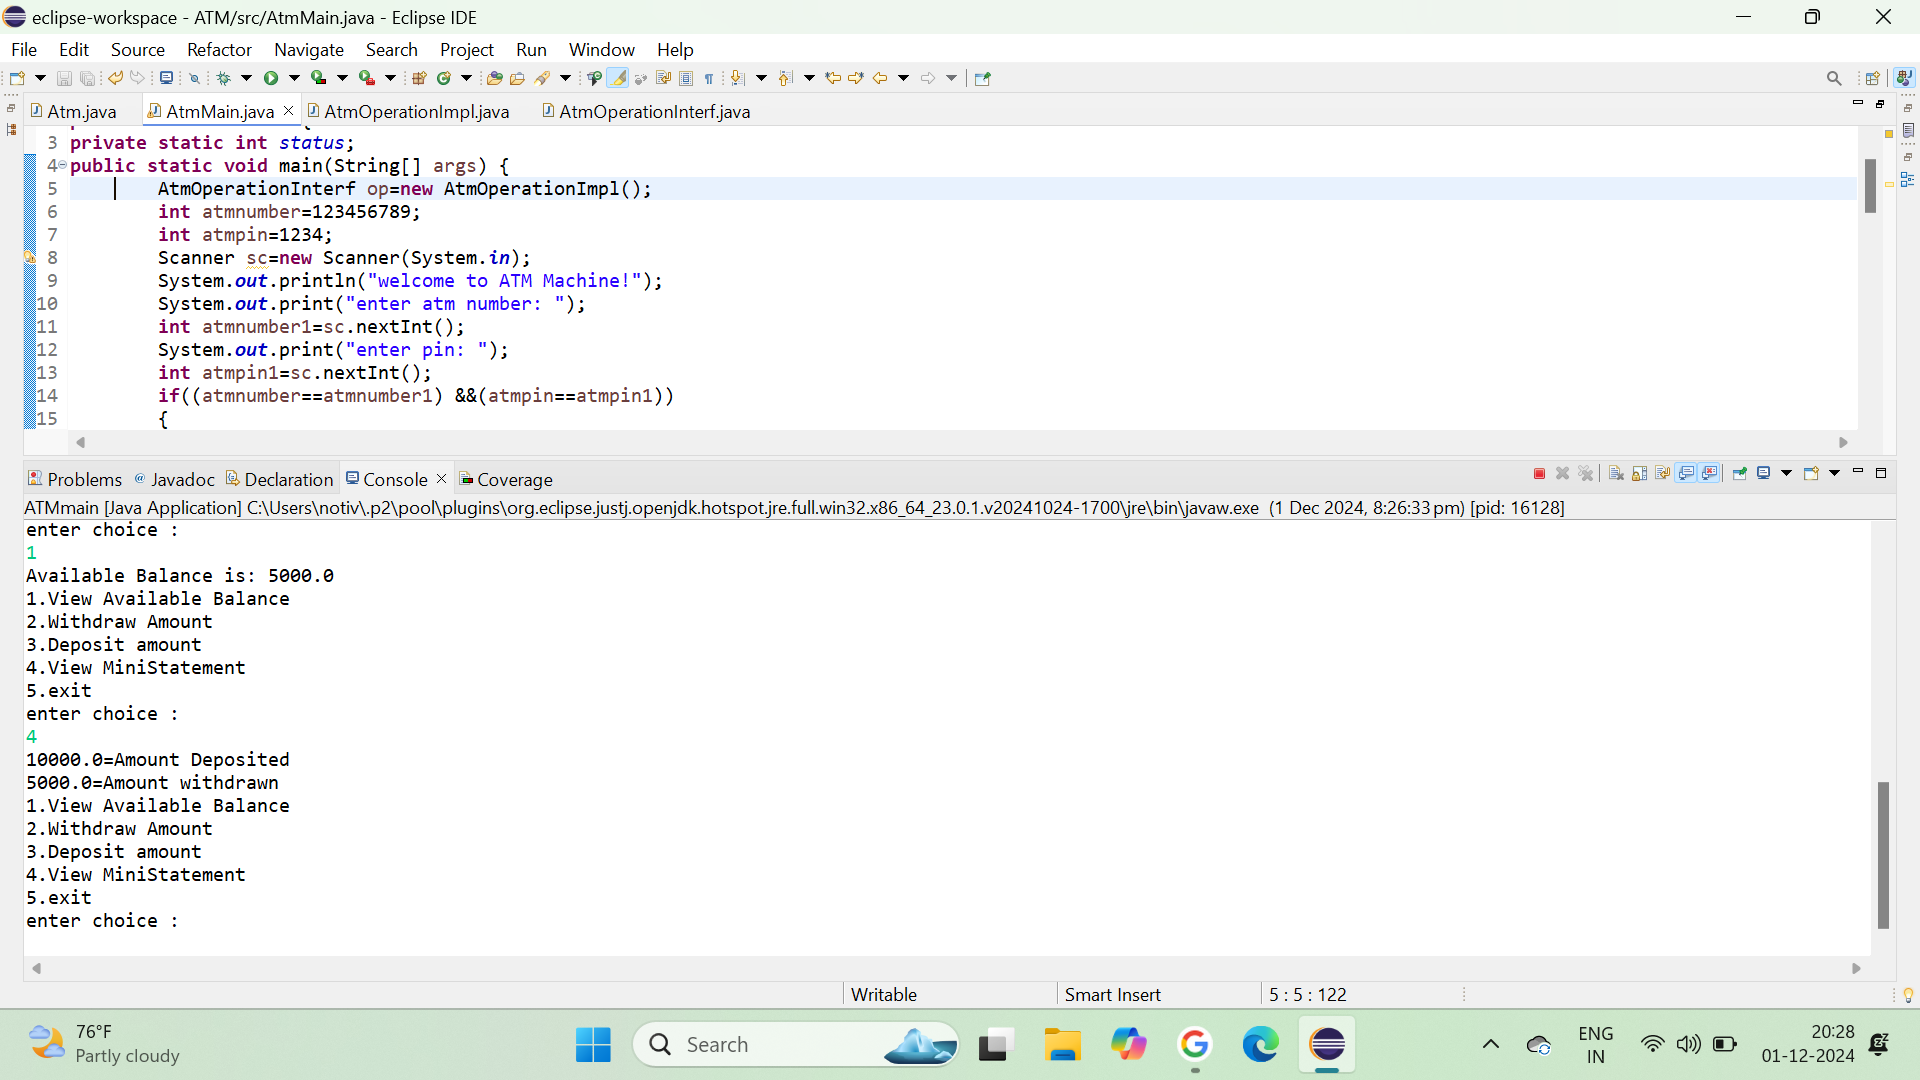 eclipse-workspace - ATM/src/AtmMain.java - Eclipse IDE
File Edit Source Refactor Navigate Search Project Run Window Help
Atm.java AtmMain.java AtmOperationImpl.java AtmOperationInterf.java
3 private static int status;
4 public static void main(String[] args) {
5 AtmOperationInterf op=new AtmOperationImpl();
6 int atmnumber=123456789;
7 int atmpin=1234;
8 Scanner sc=new Scanner(System.in);
9 System.out.println("welcome to ATM Machine!");
10 System.out.print("enter atm number: ");
11 int atmnumber1=sc.nextInt();
12 System.out.print("enter pin: ");
13 int atmpin1=sc.nextInt();
14 if((atmnumber==atmnumber1) &&(atmpin==atmpin1))
15 {
Problems Javadoc Declaration Console Coverage
ATMmain [Java Application] C:\Users\notiv\.p2\pool\plugins\org.eclipse.justj.openjdk.hotspot.jre.full.win32.x86_64_23.0.1.v20241024-1700\jre\bin\javaw.exe (1 Dec 2024, 8:26:33 pm) [pid: 16128]
enter choice :
1
Available Balance is: 5000.0
1.View Available Balance
2.Withdraw Amount
3.Deposit amount
4.View MiniStatement
5.exit
enter choice :
4
10000.0=Amount Deposited
5000.0=Amount withdrawn
1.View Available Balance
2.Withdraw Amount
3.Deposit amount
4.View MiniStatement
5.exit
enter choice :
Writable Smart Insert 5 : 5 : 122
76°F
Partly cloudy
Search
ENG
IN
20:28
01-12-2024